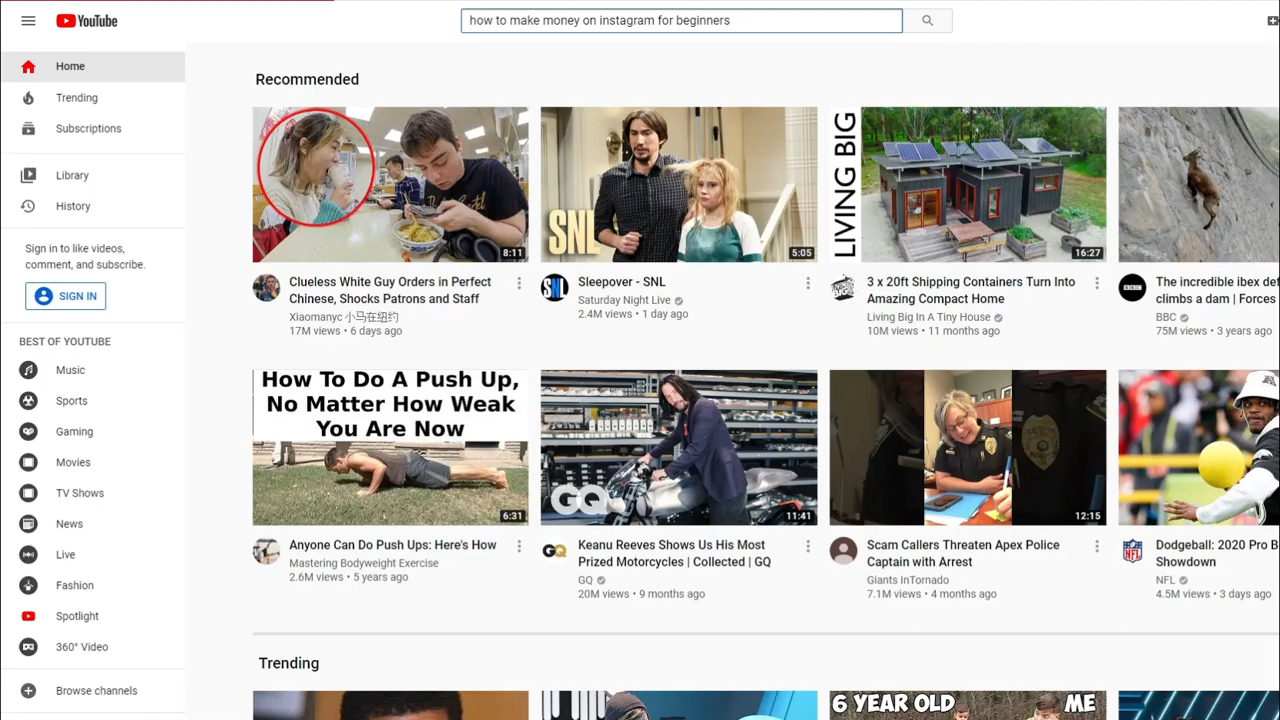 YouTube
how to make money on instagram for beginners
Home
Trending
Subscriptions
Library
History
Sign in to like videos,
comment, and subscribe.
SIGN IN
BEST OF YOUTUBE
Music
Sports
Gaming
Movies
TV Shows
News
Live
Fashion
Spotlight
360° Video
Browse channels
Recommended
8:11
Clueless White Guy Orders in Perfect
Chinese, Shocks Patrons and Staff
Xiaomanyc 小马在纽约
17M views • 6 days ago
SNL
5:05
SNL
Sleepover - SNL
Saturday Night Live
2.4M views • 1 day ago
LIVING BIG
16:27
3 x 20ft Shipping Containers Turn Into
Amazing Compact Home
Living Big In A Tiny House
10M views • 11 months ago
BBC
The incredible ibex def
climbs a dam | Forces
BBC
75M views • 3 years ago
How To Do A Push Up,
No Matter How Weak
You Are Now
6:31
Anyone Can Do Push Ups: Here's How
Mastering Bodyweight Exercise
2.6M views • 5 years ago
GQ
11:41
GQ
Keanu Reeves Shows Us His Most
Prized Motorcycles | Collected | GQ
GQ
20M views • 9 months ago
12:15
Scam Callers Threaten Apex Police
Captain with Arrest
Giants InTornado
7.1M views • 4 months ago
NFL
Dodgeball: 2020 Pro B
Showdown
NFL
4.5M views • 3 days ago
Trending
6 YEAR OLD
ME